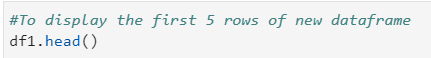 #To display the first 5 rows of new dataframe
df1.head()